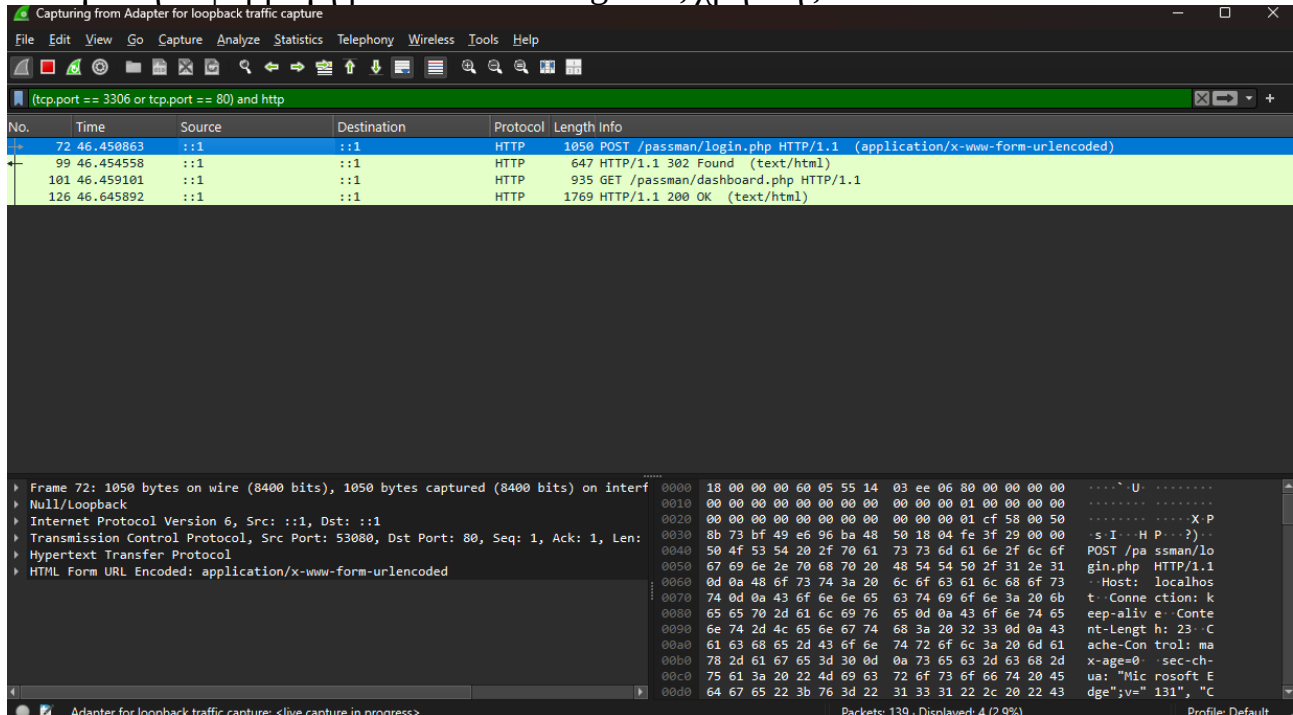 Capturing from Adapter for loopback traffic capture
File Edit View Go Capture Analyze Statistics Telephony Wireless Tools Help
(tcp.port == 3306 or tcp.port == 80) and http
No. Time Source Destination Protocol Length Info
72 46.450863 ::1 ::1 HTTP 1050 POST /passman/login.php HTTP/1.1 (application/x-www-form-urlencoded)
99 46.454558 ::1 ::1 HTTP 647 HTTP/1.1 302 Found (text/html)
101 46.459101 ::1 ::1 HTTP 935 GET /passman/dashboard.php HTTP/1.1
126 46.645892 ::1 ::1 HTTP 1769 HTTP/1.1 200 OK (text/html)
Frame 72: 1050 bytes on wire (8400 bits), 1050 bytes captured (8400 bits) on interf
Null/Loopback
Internet Protocol Version 6, Src: ::1, Dst: ::1
Transmission Control Protocol, Src Port: 53080, Dst Port: 80, Seq: 1, Ack: 1, Len:
Hypertext Transfer Protocol
HTML Form URL Encoded: application/x-www-form-urlencoded
0000 18 00 00 00 60 05 55 14 03 ee 06 80 00 00 00 00 ····`·U· ········
0010 00 00 00 00 00 00 00 00 00 00 00 01 00 00 00 00 ········ ········
0020 00 00 00 00 00 00 00 00 00 00 00 01 cf 58 00 50 ········ ·····X·P
0030 8b 73 bf 49 e6 96 ba 48 50 18 04 fe 3f 29 00 00 ·s·I···H P···?)··
0040 50 4f 53 54 20 2f 70 61 73 73 6d 61 6e 2f 6c 6f POST /pa ssman/lo
0050 67 69 6e 2e 70 68 70 20 48 54 54 50 2f 31 2e 31 gin.php HTTP/1.1
0060 0d 0a 48 6f 73 74 3a 20 6c 6f 63 61 6c 68 6f 73 ··Host: localhos
0070 74 0d 0a 43 6f 6e 6e 65 63 74 69 6f 6e 3a 20 6b t··Conne ction: k
0080 65 65 70 2d 61 6c 69 76 65 0d 0a 43 6f 6e 74 65 eep-aliv e··Conte
0090 6e 74 2d 4c 65 6e 67 74 68 3a 20 32 33 0d 0a 43 nt-Lengt h: 23··C
00a0 61 63 68 65 2d 43 6f 6e 74 72 6f 6c 3a 20 6d 61 ache-Con trol: ma
00b0 78 2d 61 67 65 3d 30 0d 0a 73 65 63 2d 63 68 2d x-age=0· ·sec-ch-
00c0 75 61 3a 20 22 4d 69 63 72 6f 73 6f 66 74 20 45 ua: "Mic rosoft E
00d0 64 67 65 22 3b 76 3d 22 31 33 31 22 2c 20 22 43 dge";v=" 131", "C
Adapter for loopback traffic capture: <live capture in progress> Packets: 139 · Displayed: 4 (2.9%) Profile: Default